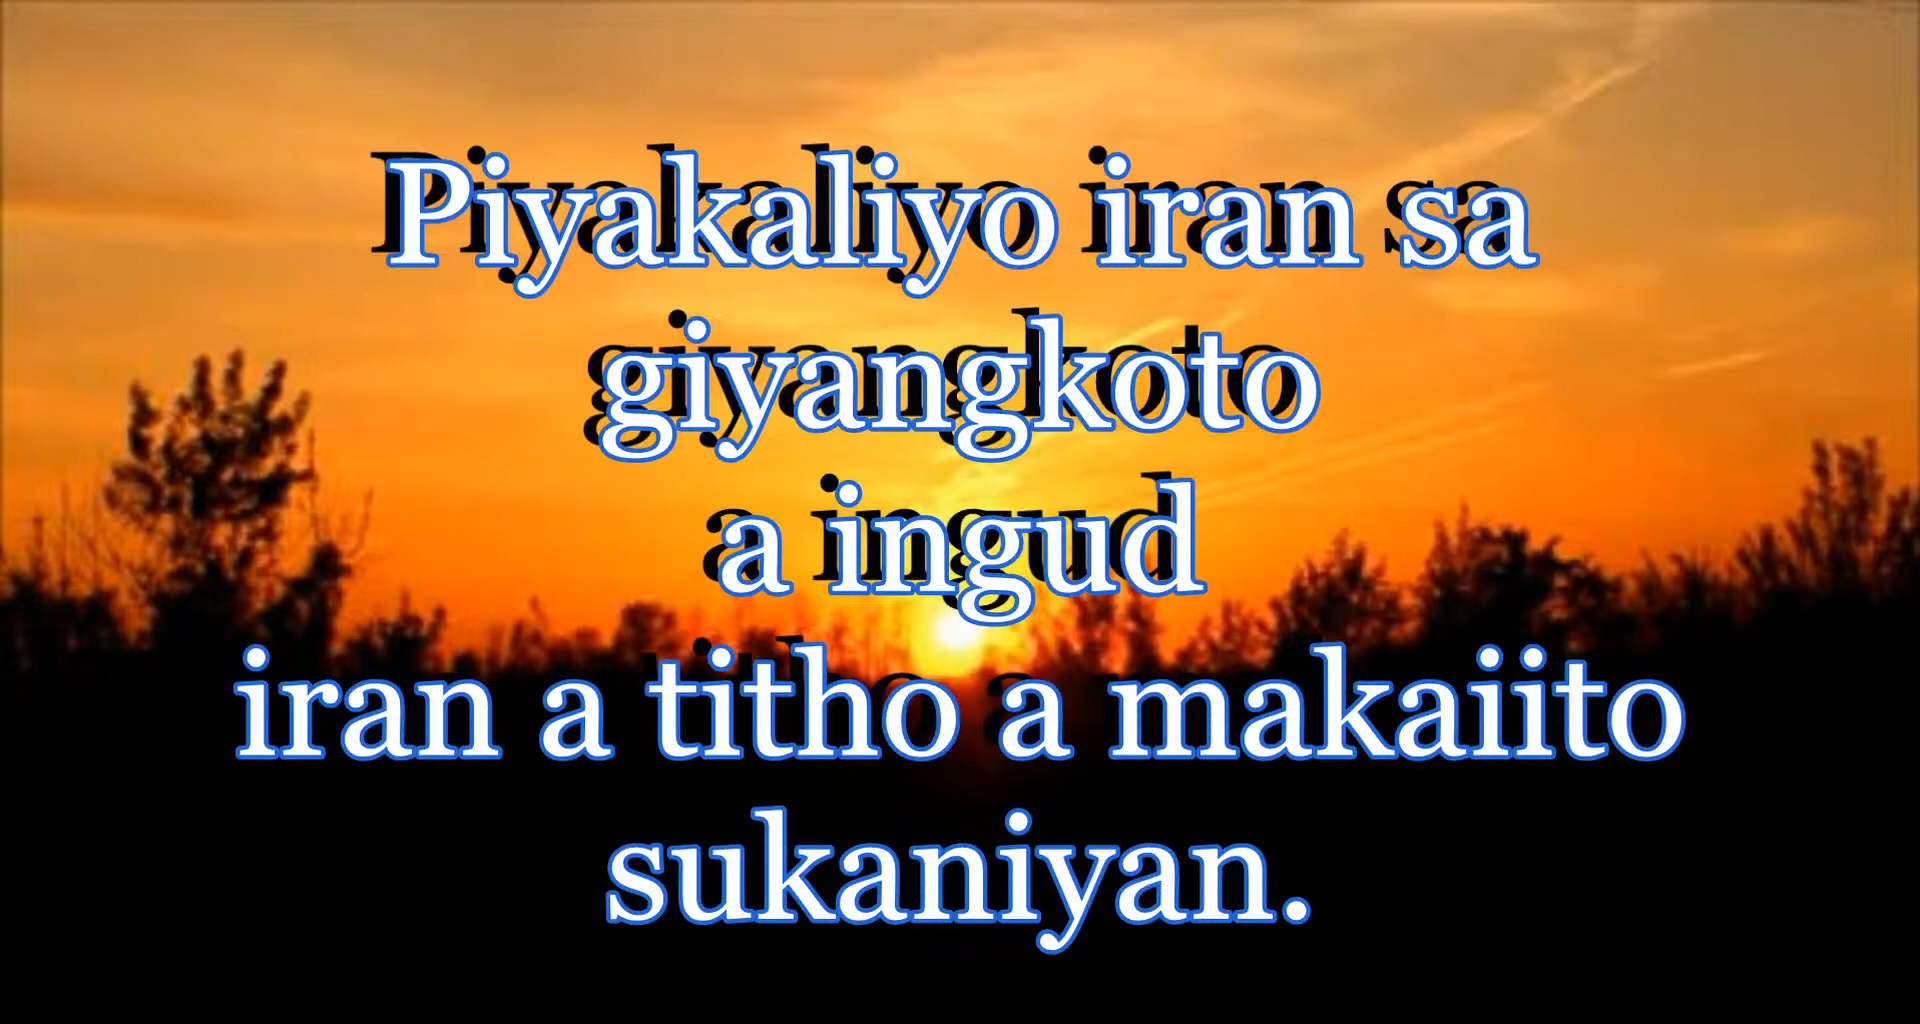 Piyakaliyo iran sa
giyangkoto
a ingud
iran a titho a makaiito
sukaniyan.